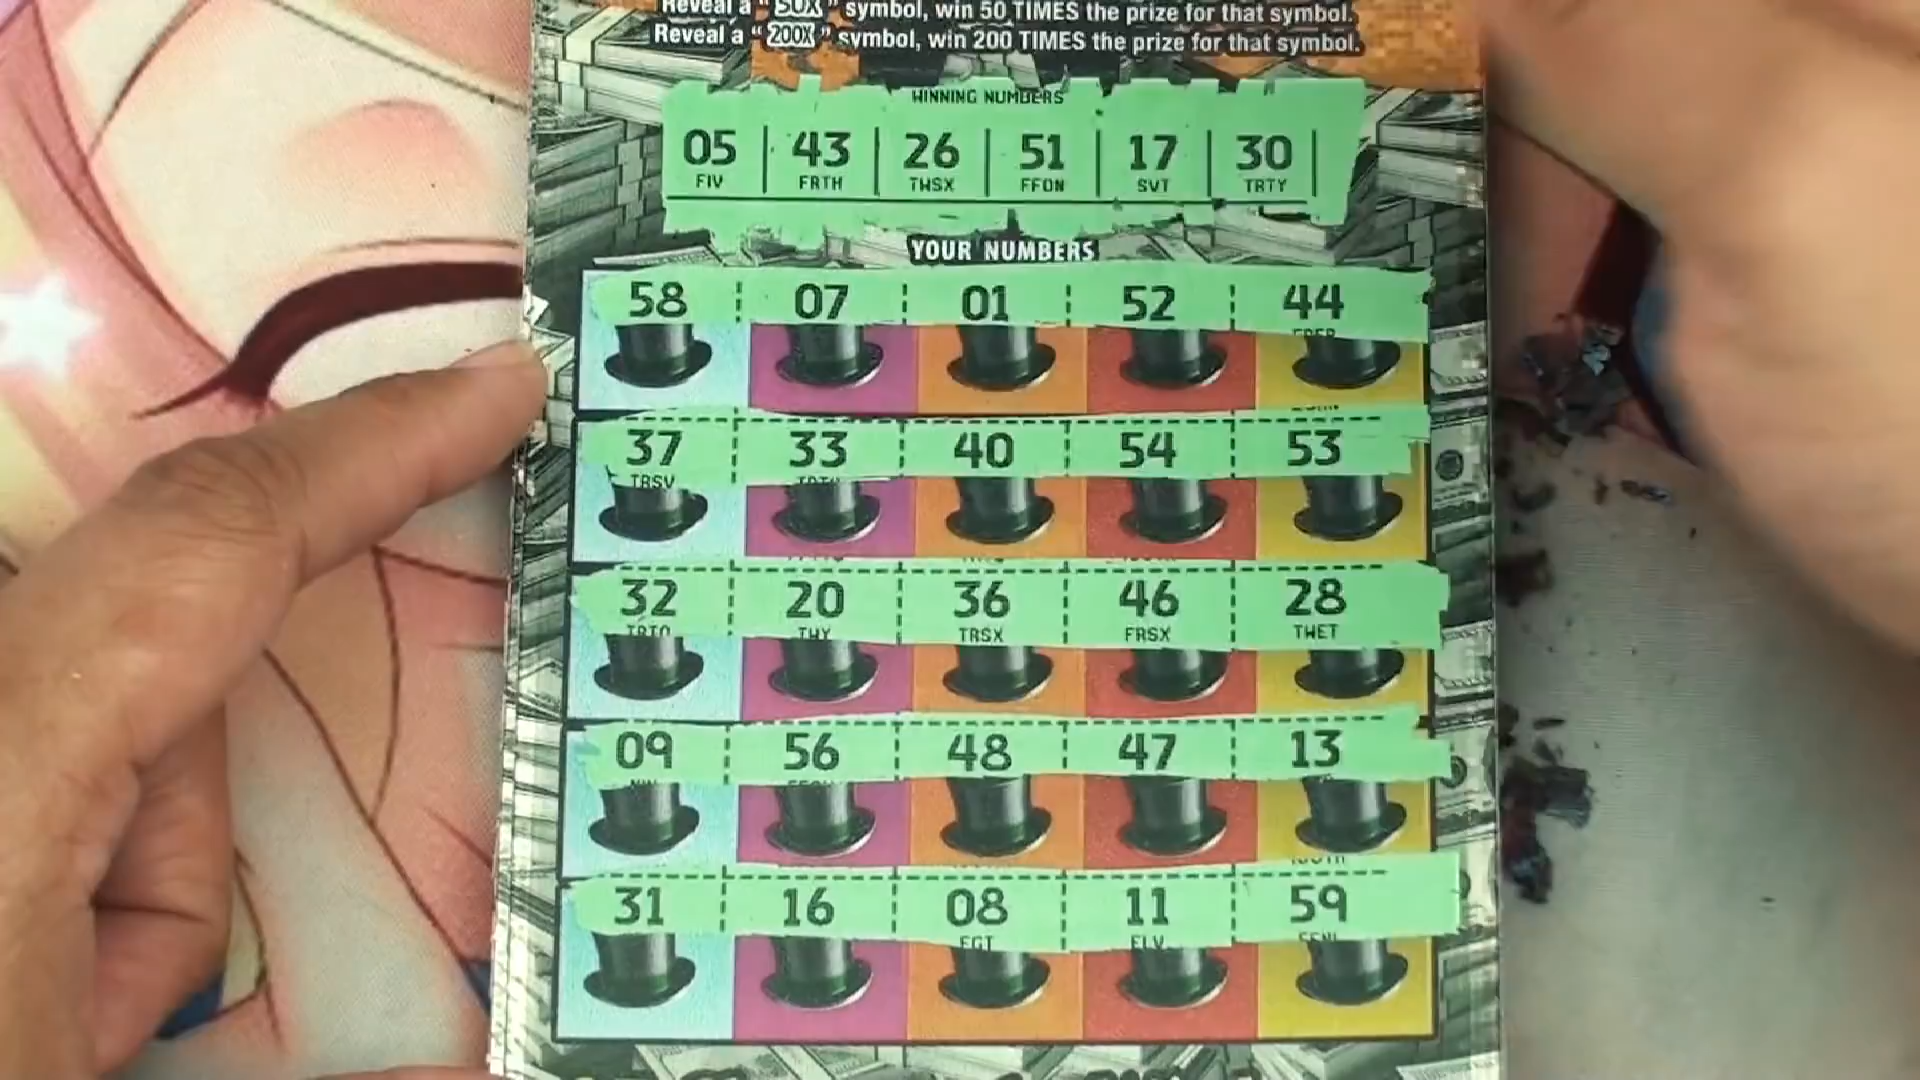 Reveal a "50X" symbol, win 50 TIMES the prize for that symbol.
Reveal a "200X" symbol, win 200 TIMES the prize for that symbol.
WINNING NUMBERS
05 43 26 51 17 30
FIV FRTH TWSX FFON SVT TRTY
YOUR NUMBERS
58 07 01 52 44
37 33 40 54 53
TRSV
32 20 36 46 28
TRTO TWY TRSX FRSX TWET
09 56 48 47 13
31 16 08 11 59
EGT ELV